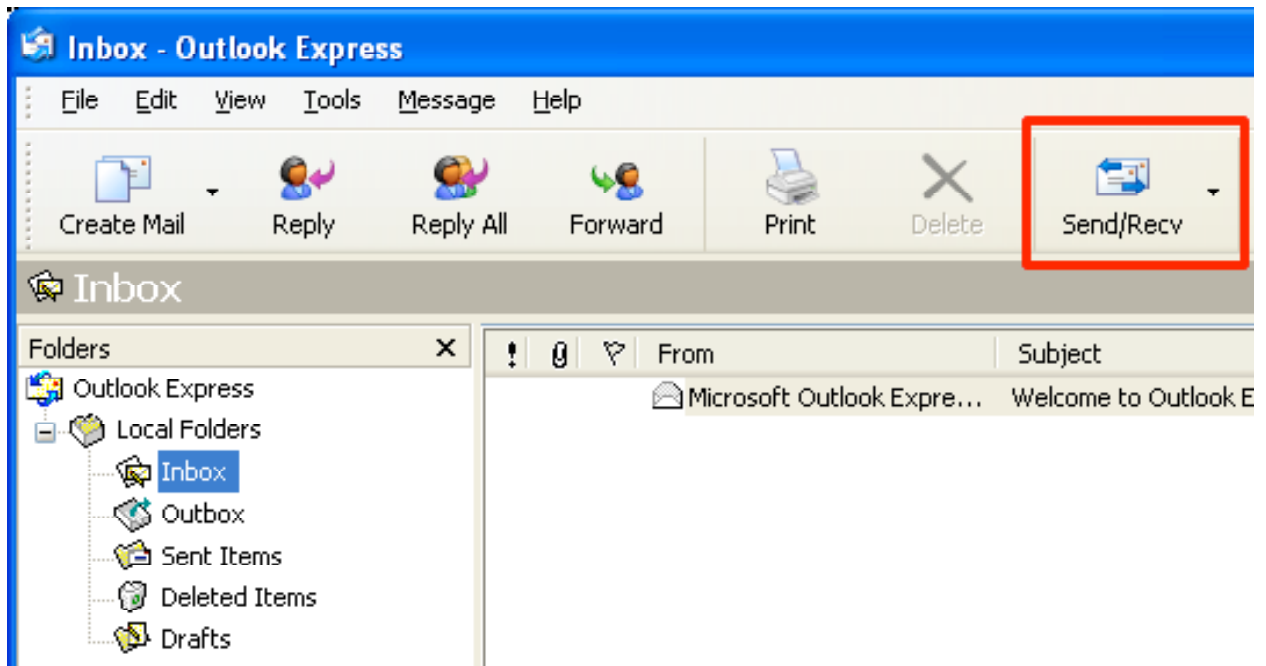 Inbox - Outlook Express
File Edit View Tools Message Help
Create Mail Reply Reply All Forward Print Delete Send/Recv
Inbox
Folders
! From Subject
Outlook Express
Microsoft Outlook Expre... Welcome to Outlook E
Local Folders
Inbox
Outbox
Sent Items
Deleted Items
Drafts